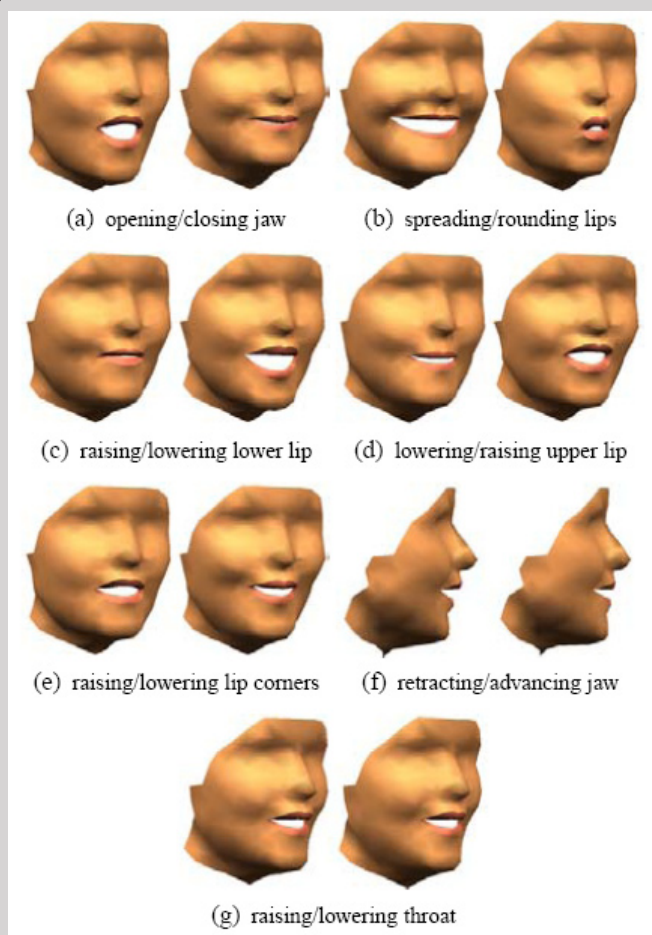 (a) opening/closing jaw
(b) spreading/rounding lips
(c) raising/lowering lower lip
(d) lowering/raising upper lip
(e) raising/lowering lip corners
(f) retracting/advancing jaw
(g) raising/lowering throat